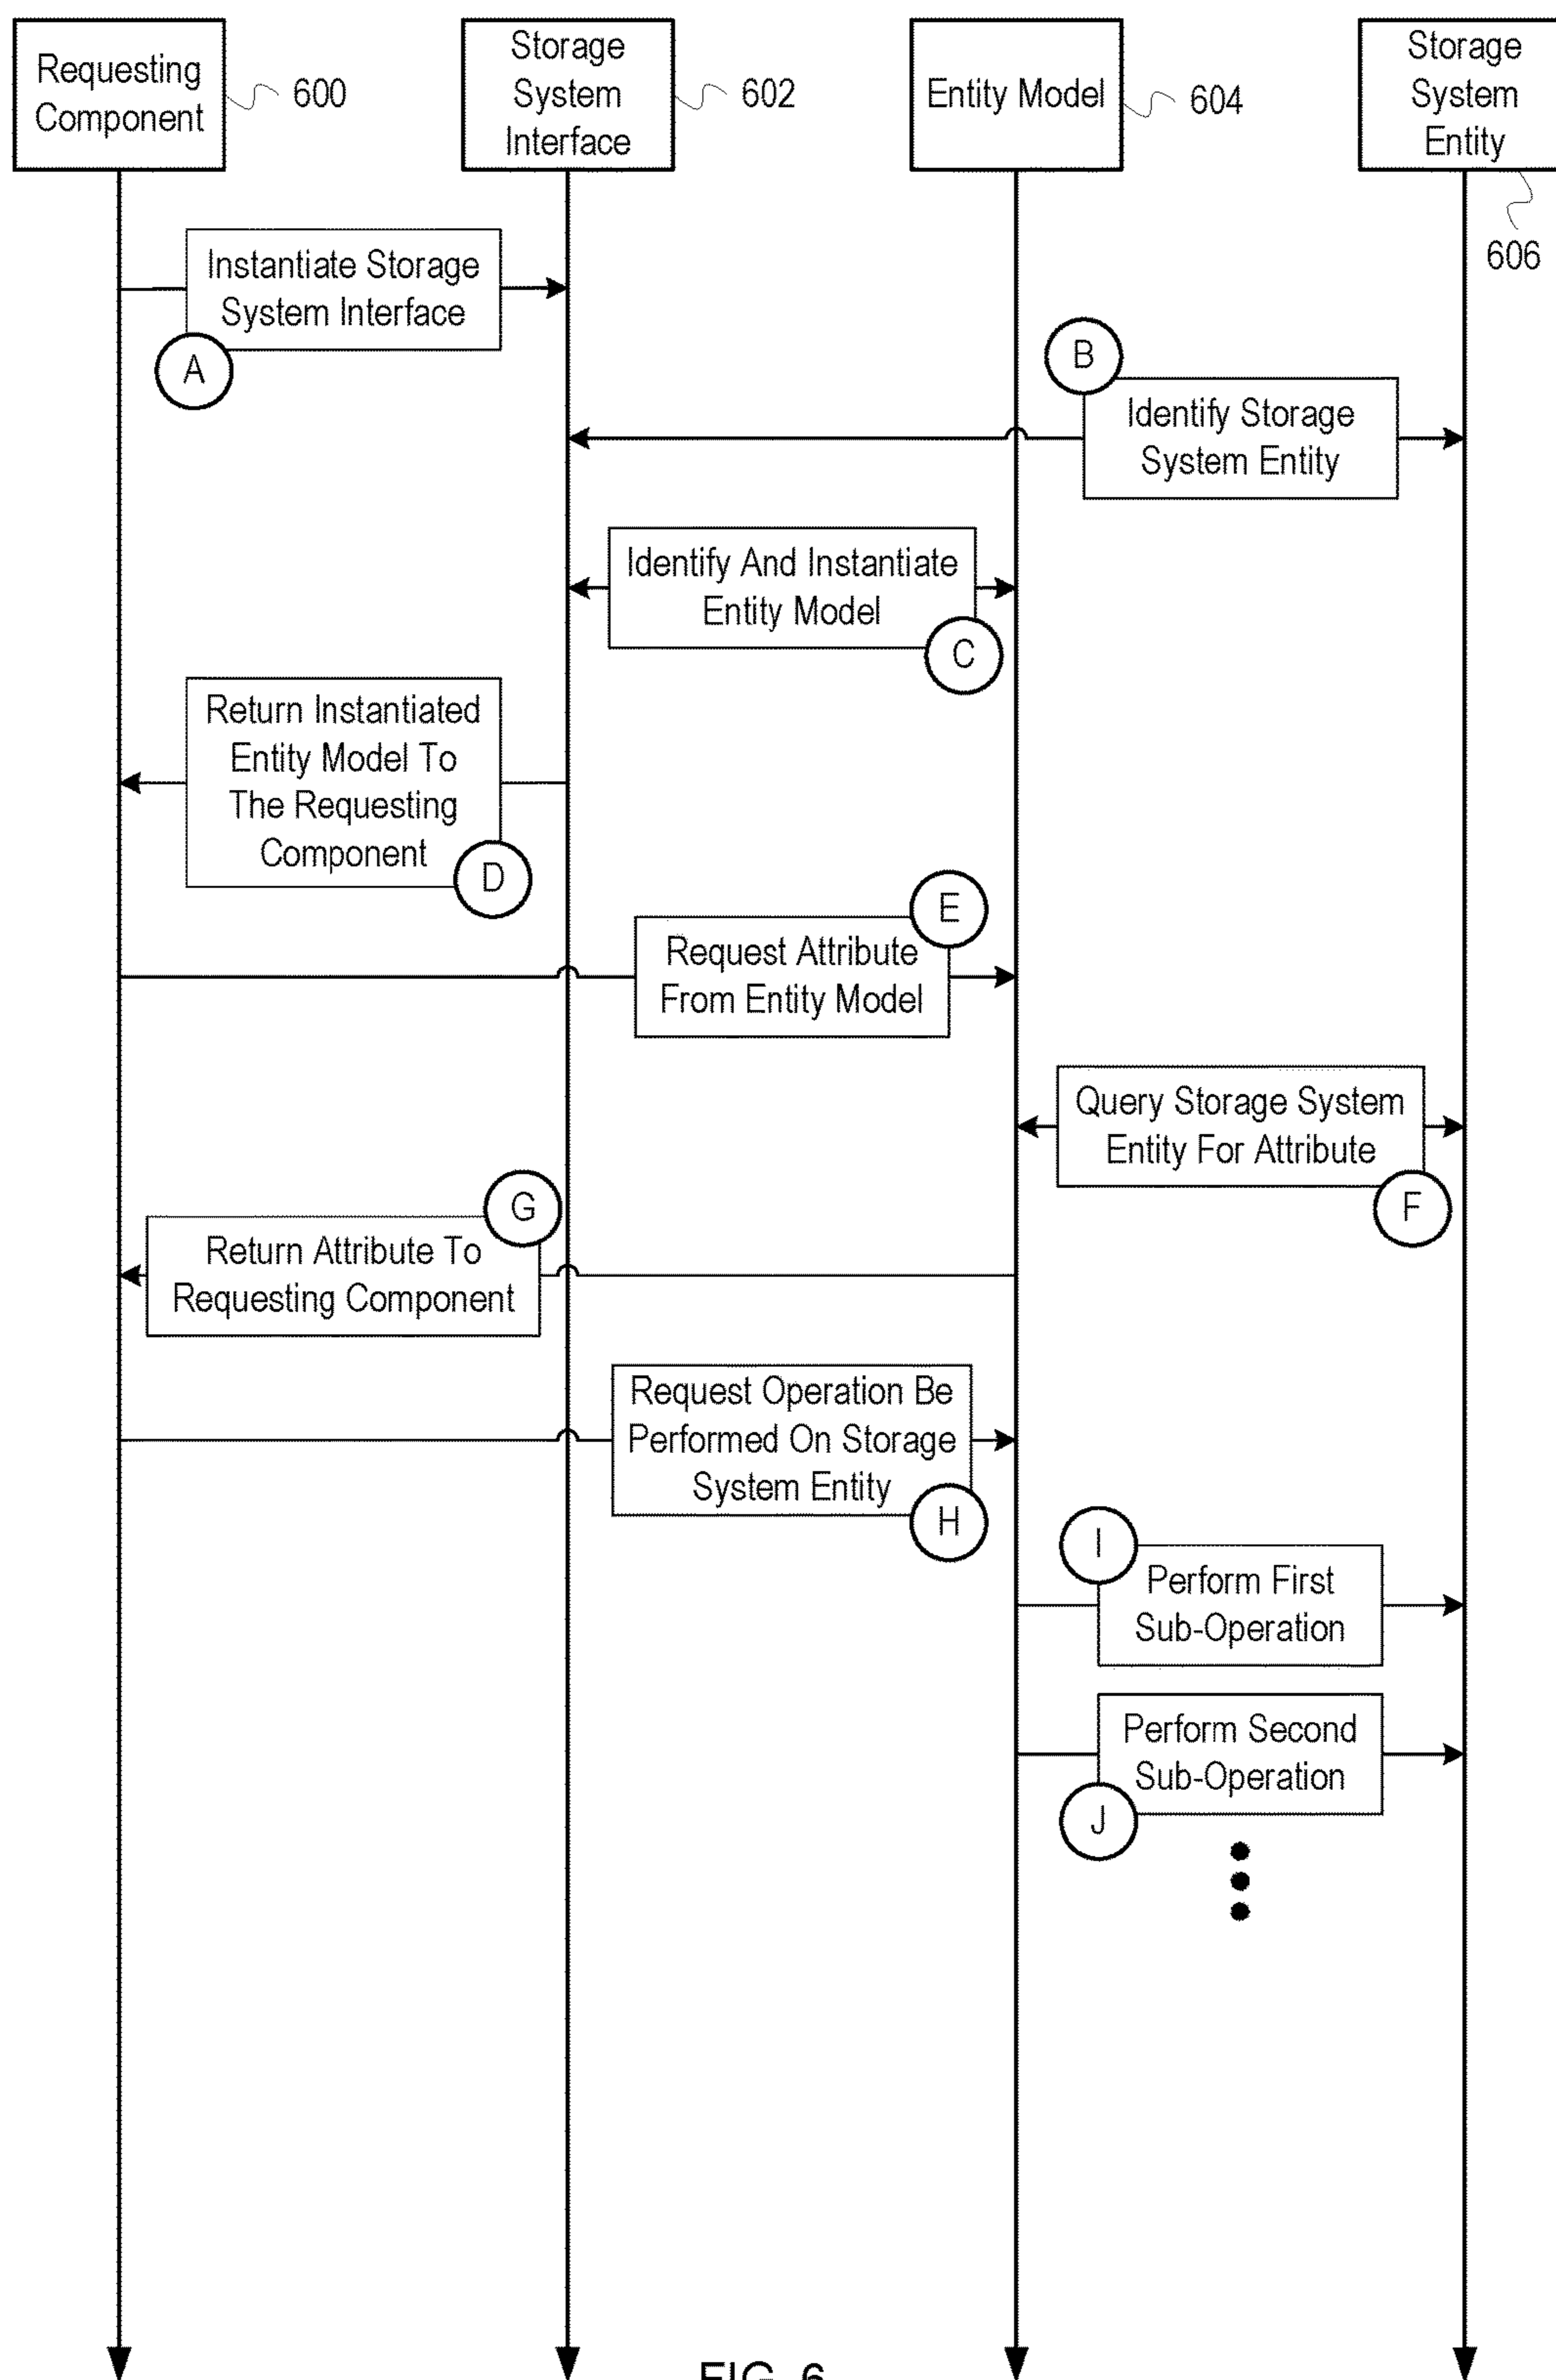 Requesting
Component
600
Storage
System
Interface
602
Entity Model
604
Storage
System
Entity
606
Instantiate Storage
System Interface
A
B
Identify Storage
System Entity
Identify And Instantiate
Entity Model
C
Return Instantiated
Entity Model To
The Requesting
Component
D
E
Request Attribute
From Entity Model
Query Storage System
Entity For Attribute
F
G
Return Attribute To
Requesting Component
Request Operation Be
Performed On Storage
System Entity
H
I
Perform First
Sub-Operation
Perform Second
Sub-Operation
J
FIG. 6